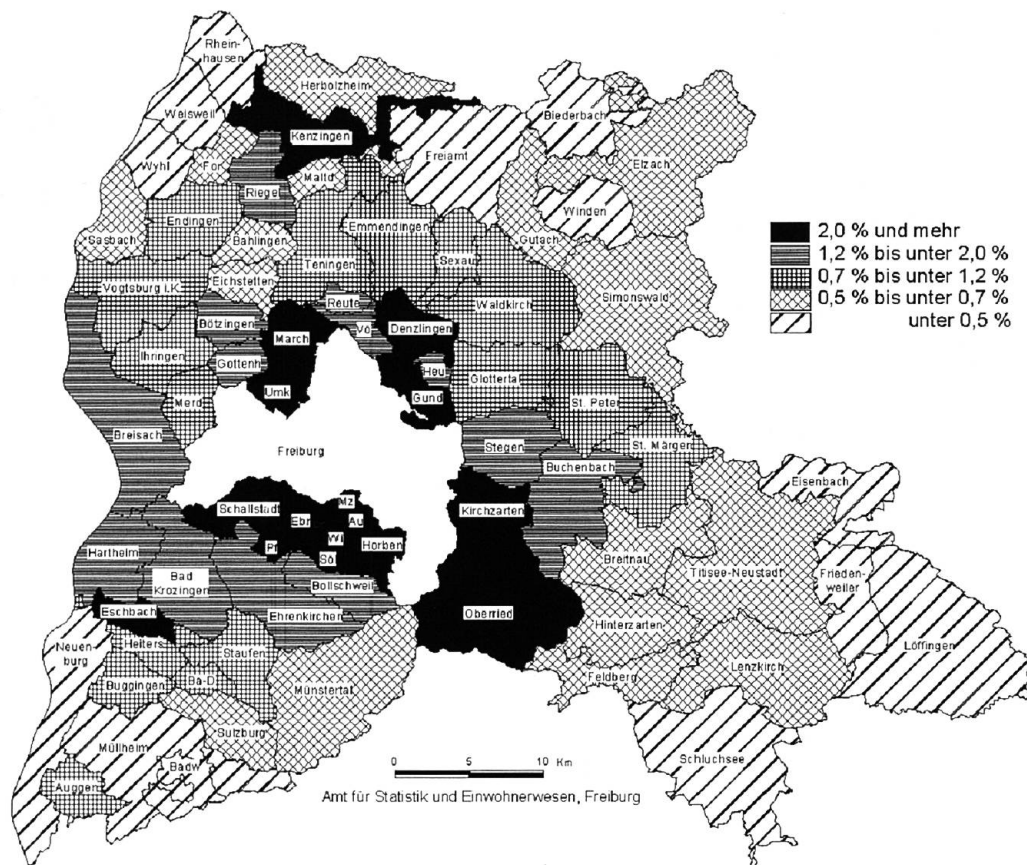 Rhein-
hausen
Herbolzheim
Weisweil
Biederbach
Kenzingen
Freiamt
Elzach
Wyhl
For
Maltd
Riegel
Winden
Endingen
Emmendingen
Sasbach
Bahlingen
Gutach
Teningen
Sexau
Eichstetten
Vogtsburg i.K.
Simonswald
Reute
Waldkirch
Bötzingen
March
Vö
Denzlingen
Ihringen
Gottenh
Heu
Glottertal
Umk
Gund
Merd
St. Peter
Breisach
Stegen
St. Märgen
Freiburg
Buchenbach
Eisenbach
Mz
Schallstadt
Ebr
Au
Kirchzarten
Wi
Horben
Hartheim
Pf
Sö
Breitnau
Titisee-Neustadt
Bad
Krozingen
Bollschweil
Frieden-
weiler
Eschbach
Ehrenkirchen
Oberried
Hinterzarten
Neuen-
burg
Heiters
Staufen
Löffingen
Lenzkirch
Buggingen
Ba-D
Münstertal
Feldberg
Sulzburg
Müllheim
Schluchsee
Badw
Auggen
2,0 % und mehr
1,2 % bis unter 2,0 %
0,7 % bis unter 1,2 %
0,5 % bis unter 0,7 %
unter 0,5 %
0 5 10 Km
Amt für Statistik und Einwohnerwesen, Freiburg